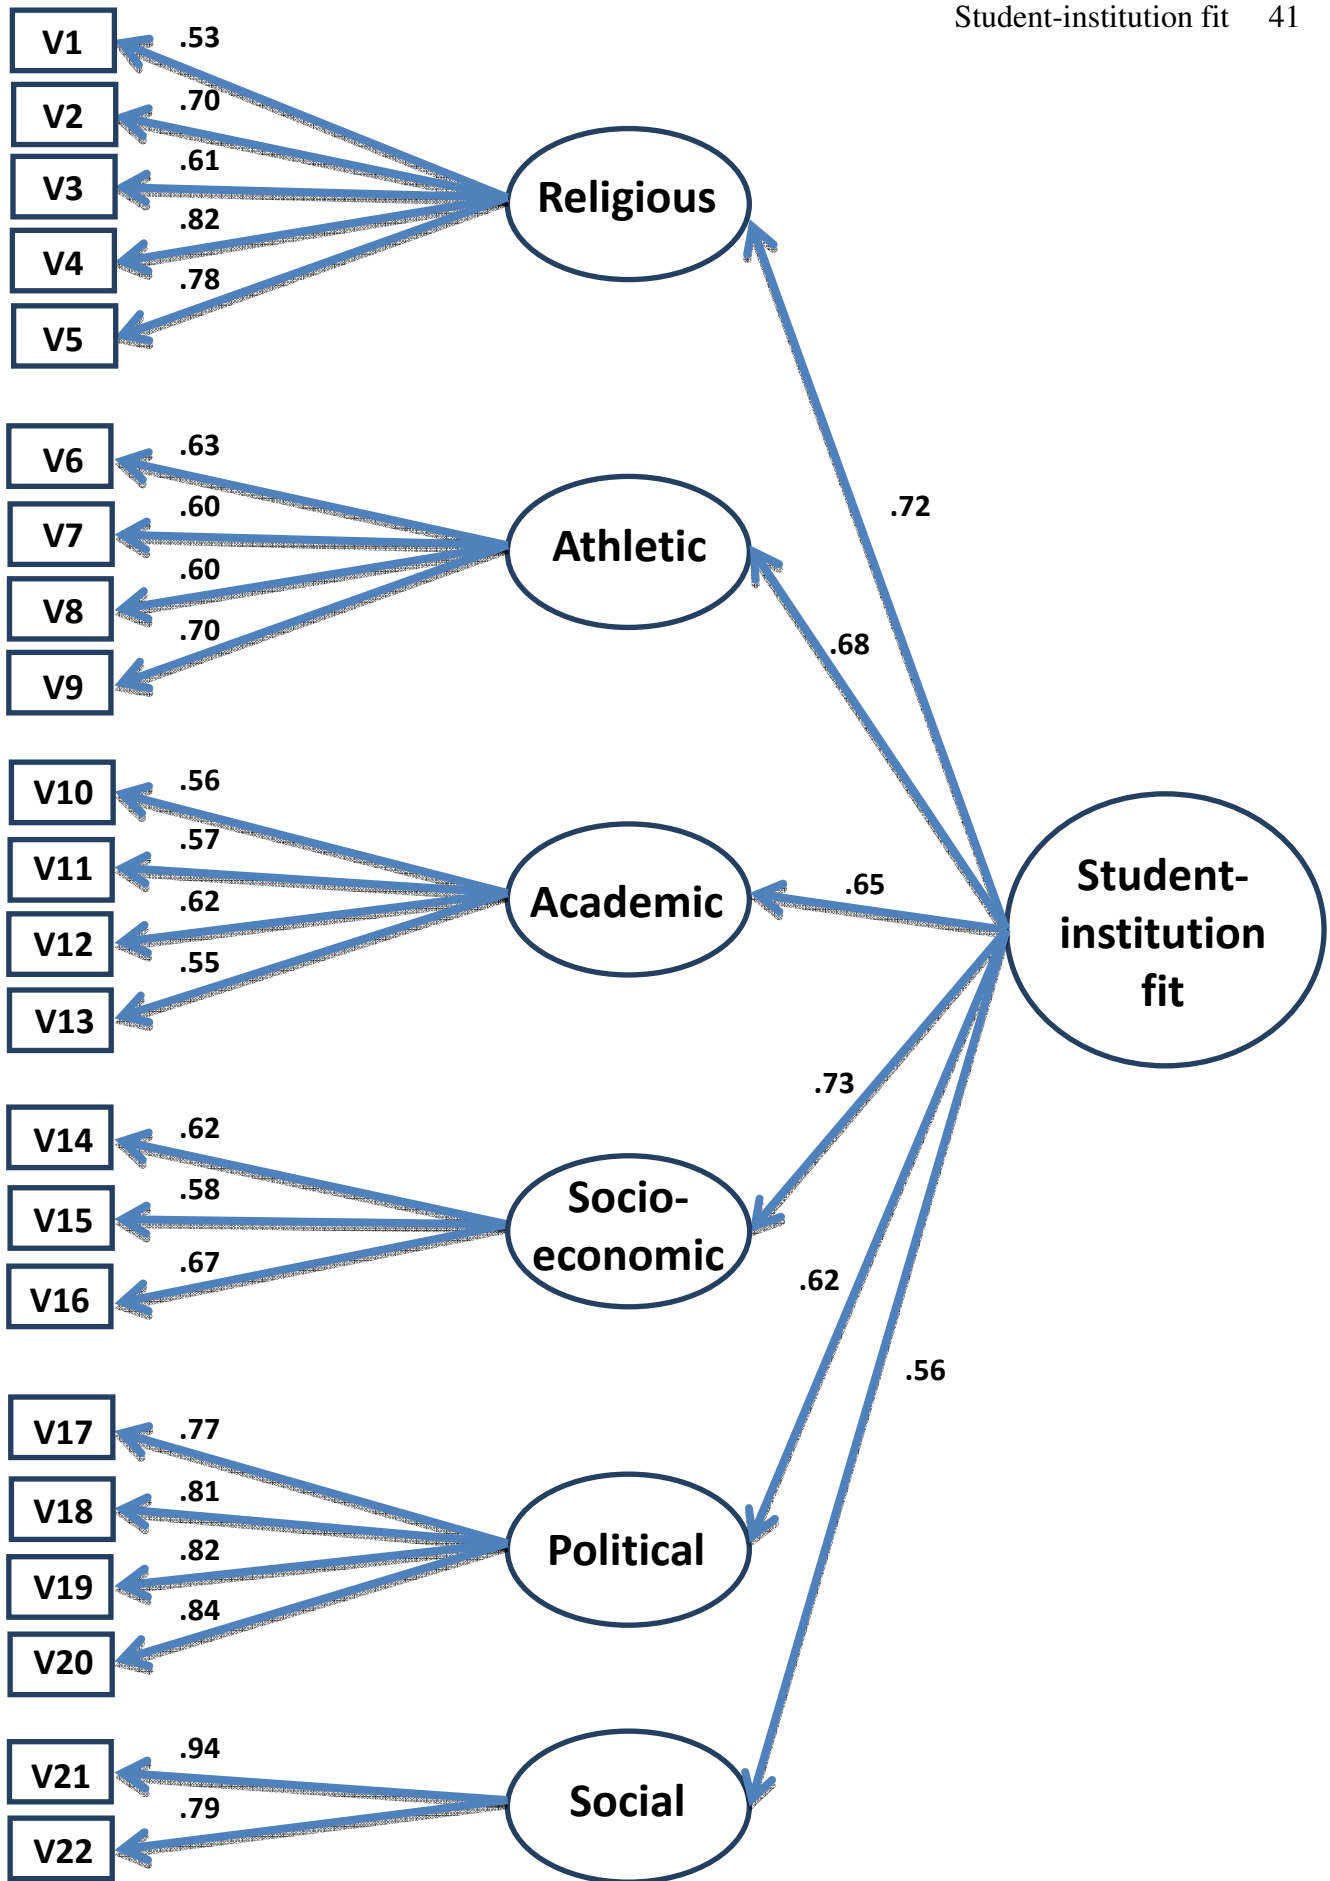 Student-institution fit 41
V1
.53
V2
.70
V3
.61
V4
.82
V5
.78
Religious
.72
V6
.63
V7
.60
V8
.60
V9
.70
Athletic
.68
V10
.56
V11
.57
V12
.62
V13
.55
Academic
.65
Student-
institution
fit
V14
.62
V15
.58
V16
.67
Socio-
economic
.73
V17
.77
V18
.81
V19
.82
V20
.84
Political
.62
V21
.94
V22
.79
Social
.56